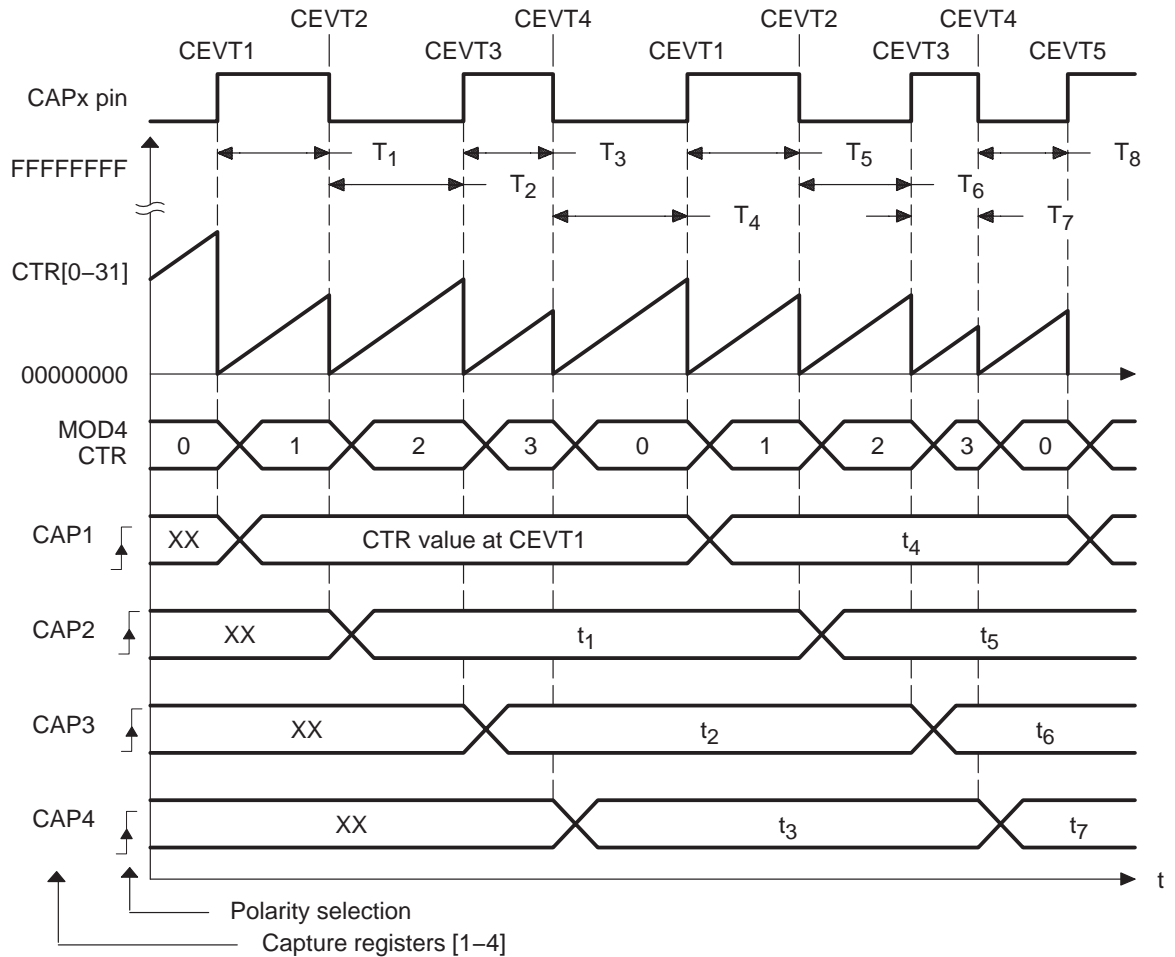 CEVT2 CEVT4 CEVT2 CEVT4
CEVT1 CEVT3 CEVT1 CEVT3 CEVT5
CAPx pin
T1 T3 T5 T8
FFFFFFFF
T2 T6
T4 T7
CTR[0−31]
00000000
MOD4
CTR
0 1 2 3 0 1 2 3 0
CAP1 XX CTR value at CEVT1 t4
CAP2 XX t1 t5
CAP3 XX t2 t6
CAP4 XX t3 t7
t
Polarity selection
Capture registers [1−4]